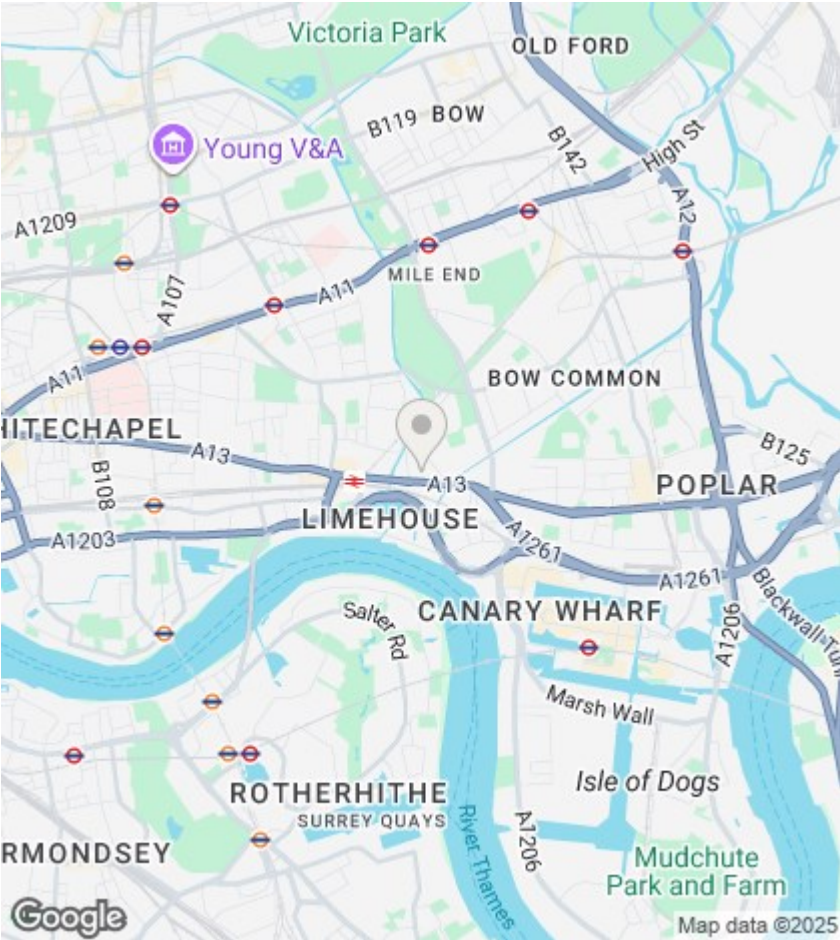 Victoria Park
OLD FORD
B119
BOW
B142
High St
Young V&A
A12
A1209
A107
MILE END
A11
A11
BOW COMMON
HITECHAPEL
A13
B125
B108
A13
POPLAR
LIMEHOUSE
A1203
A1261
A1261
Salter Rd
CANARY WHARF
A1206
Blackwall Tun
Marsh Wall
Isle of Dogs
ROTHERHITHE
SURREY QUAYS
River Thames
A1206
RMONDSEY
Mudchute
Park and Farm
Google
Map data ©2025